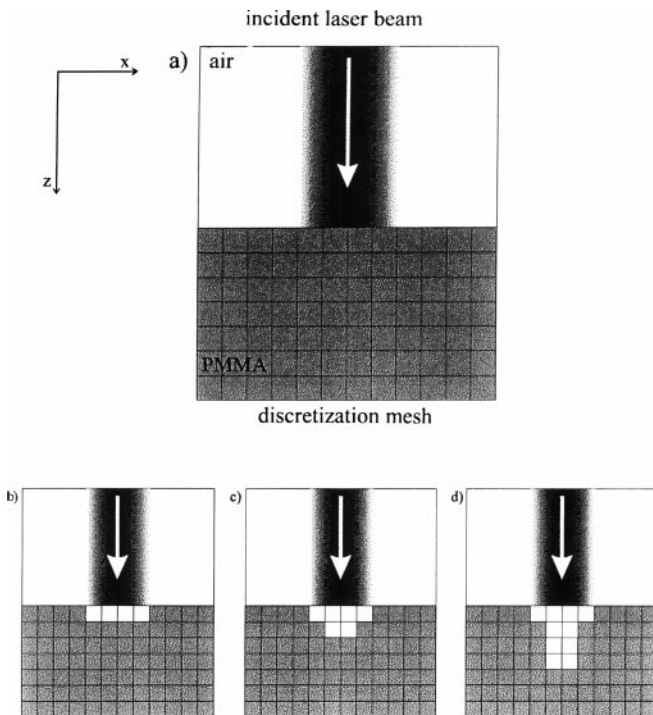 incident laser beam
a) air
x
z
PMMA
discretization mesh
b)
c)
d)